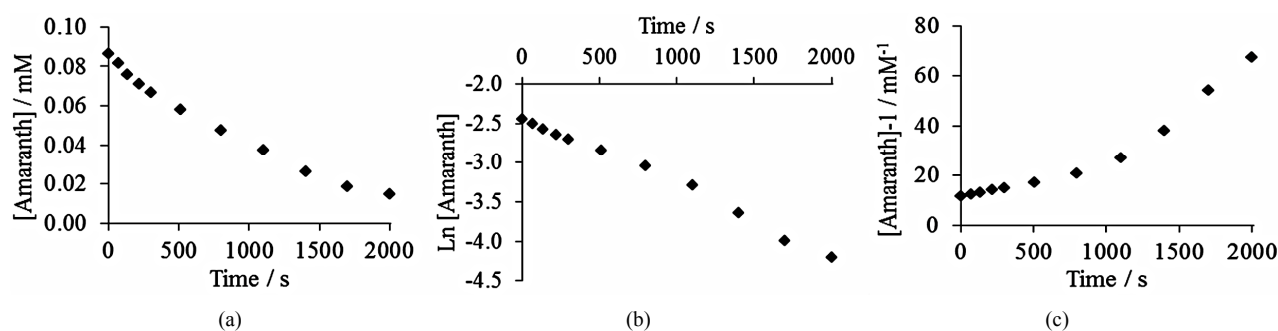 [Amaranth] / mM
0.10
0.08
0.06
0.04
0.02
0.00
0 500 1000 1500 2000
Time / s
(a)
Time / s
0 500 1000 1500 2000
Ln [Amaranth]
-2.0
-2.5
-3.0
-3.5
-4.0
-4.5
(b)
[Amaranth]-1 / mM-1
80
60
40
20
0
0 500 1000 1500 2000
Time / s
(c)